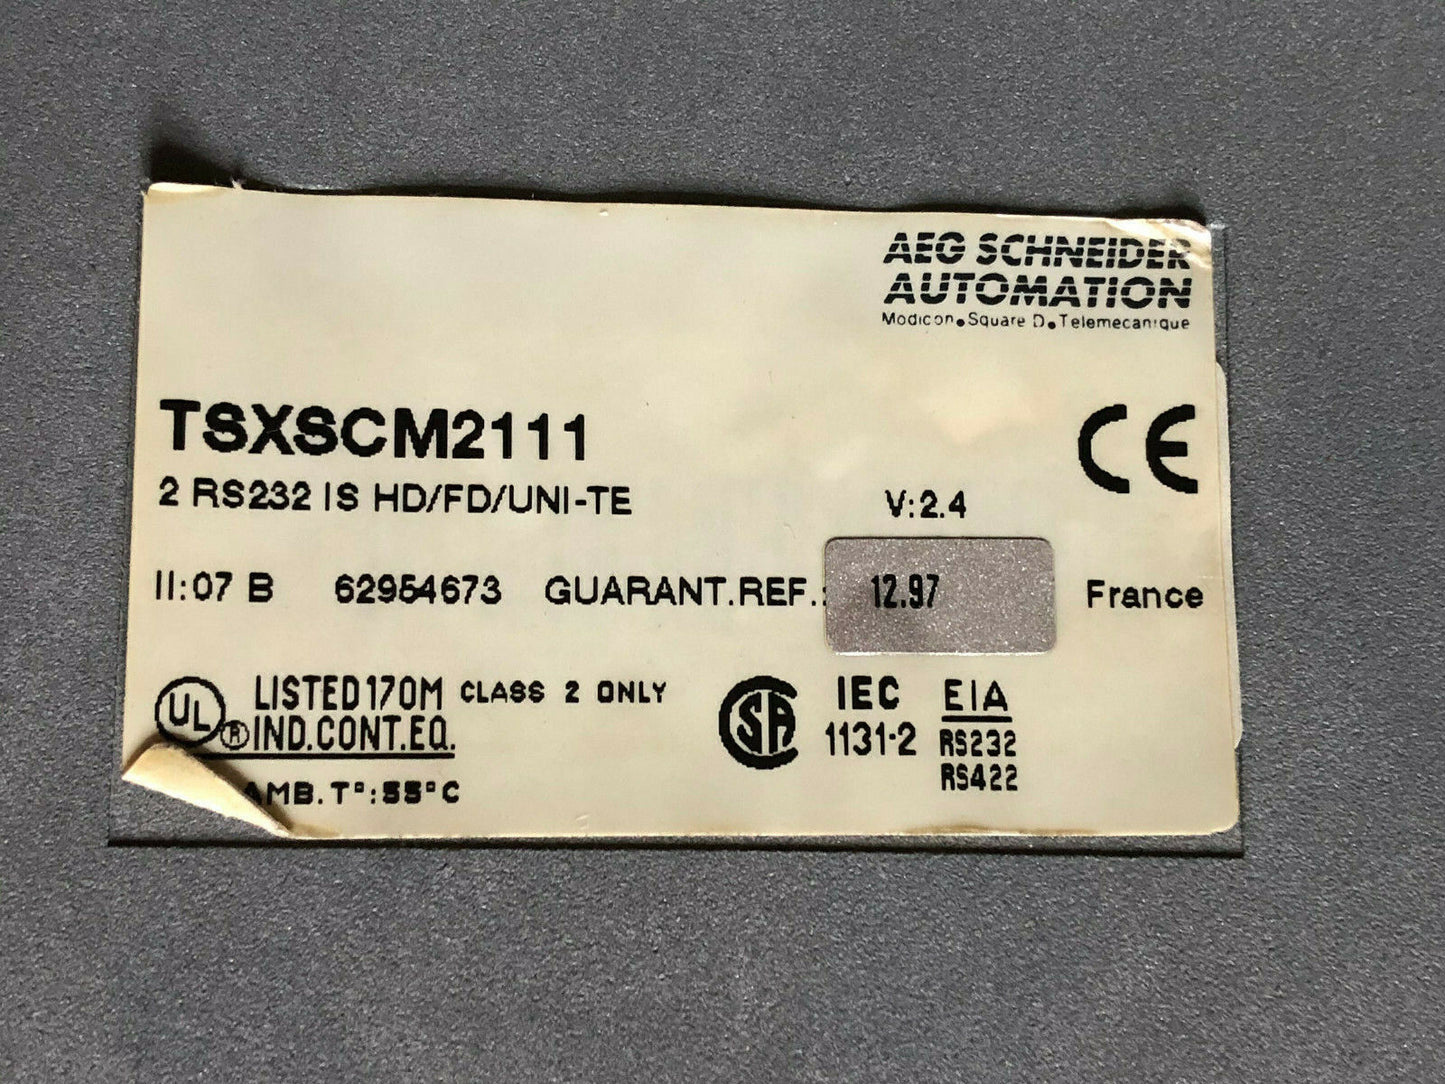 AEG SCHNEIDER
AUTOMATION
Modicon•Square D•Telemecanique
TSXSCM2111
CE
2 RS232 IS HD/FD/UNI-TE V:2.4
II:07 B 62954673 GUARANT.REF.: 12.97 France
UL ® LISTED 170M CLASS 2 ONLY
IND.CONT.EQ.
AMB.T°:55°C
SA
IEC
1131-2
EIA
RS232
RS422